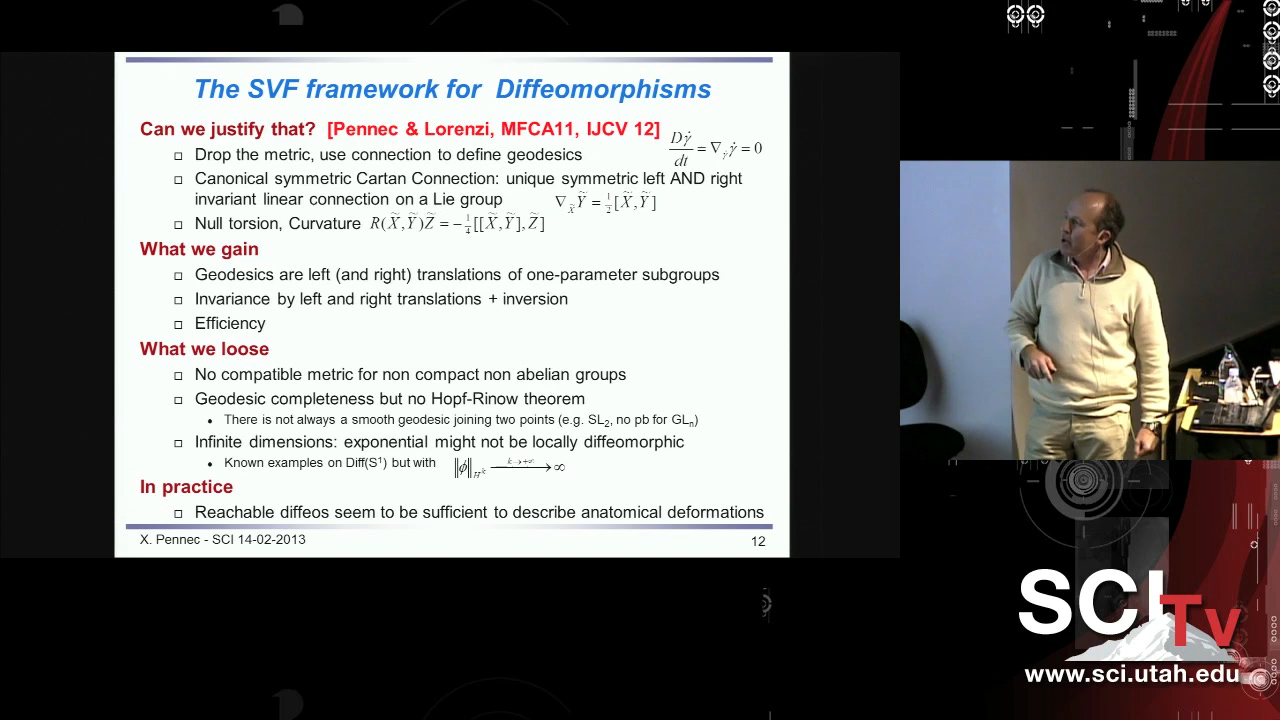 The SVF framework for Diffeomorphisms
Can we justify that? [Pennec & Lorenzi, MFCA11, IJCV 12]
Drop the metric, use connection to define geodesics
Dγ̇/dt = ∇_γ̇ γ̇ = 0
Canonical symmetric Cartan Connection: unique symmetric left AND right
invariant linear connection on a Lie group ∇_X̃ Ỹ = ½[X̃, Ỹ]
Null torsion, Curvature R(X̃, Ỹ)Z̃ = −¼[[X̃, Ỹ], Z̃]
What we gain
Geodesics are left (and right) translations of one-parameter subgroups
Invariance by left and right translations + inversion
Efficiency
What we loose
No compatible metric for non compact non abelian groups
Geodesic completeness but no Hopf-Rinow theorem
• There is not always a smooth geodesic joining two points (e.g. SL₂, no pb for GLₙ)
Infinite dimensions: exponential might not be locally diffeomorphic
• Known examples on Diff(S¹) but with ‖φ‖_{H^k} —k→+∞→ ∞
In practice
Reachable diffeos seem to be sufficient to describe anatomical deformations
X. Pennec - SCI 14-02-2013
12
SCI TV
www.sci.utah.edu